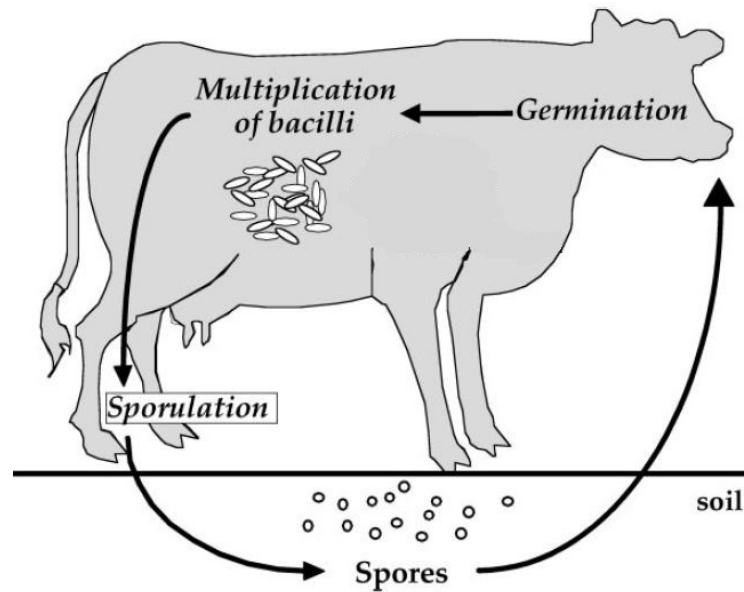 Multiplication
of bacilli
Germination
Sporulation
soil
Spores